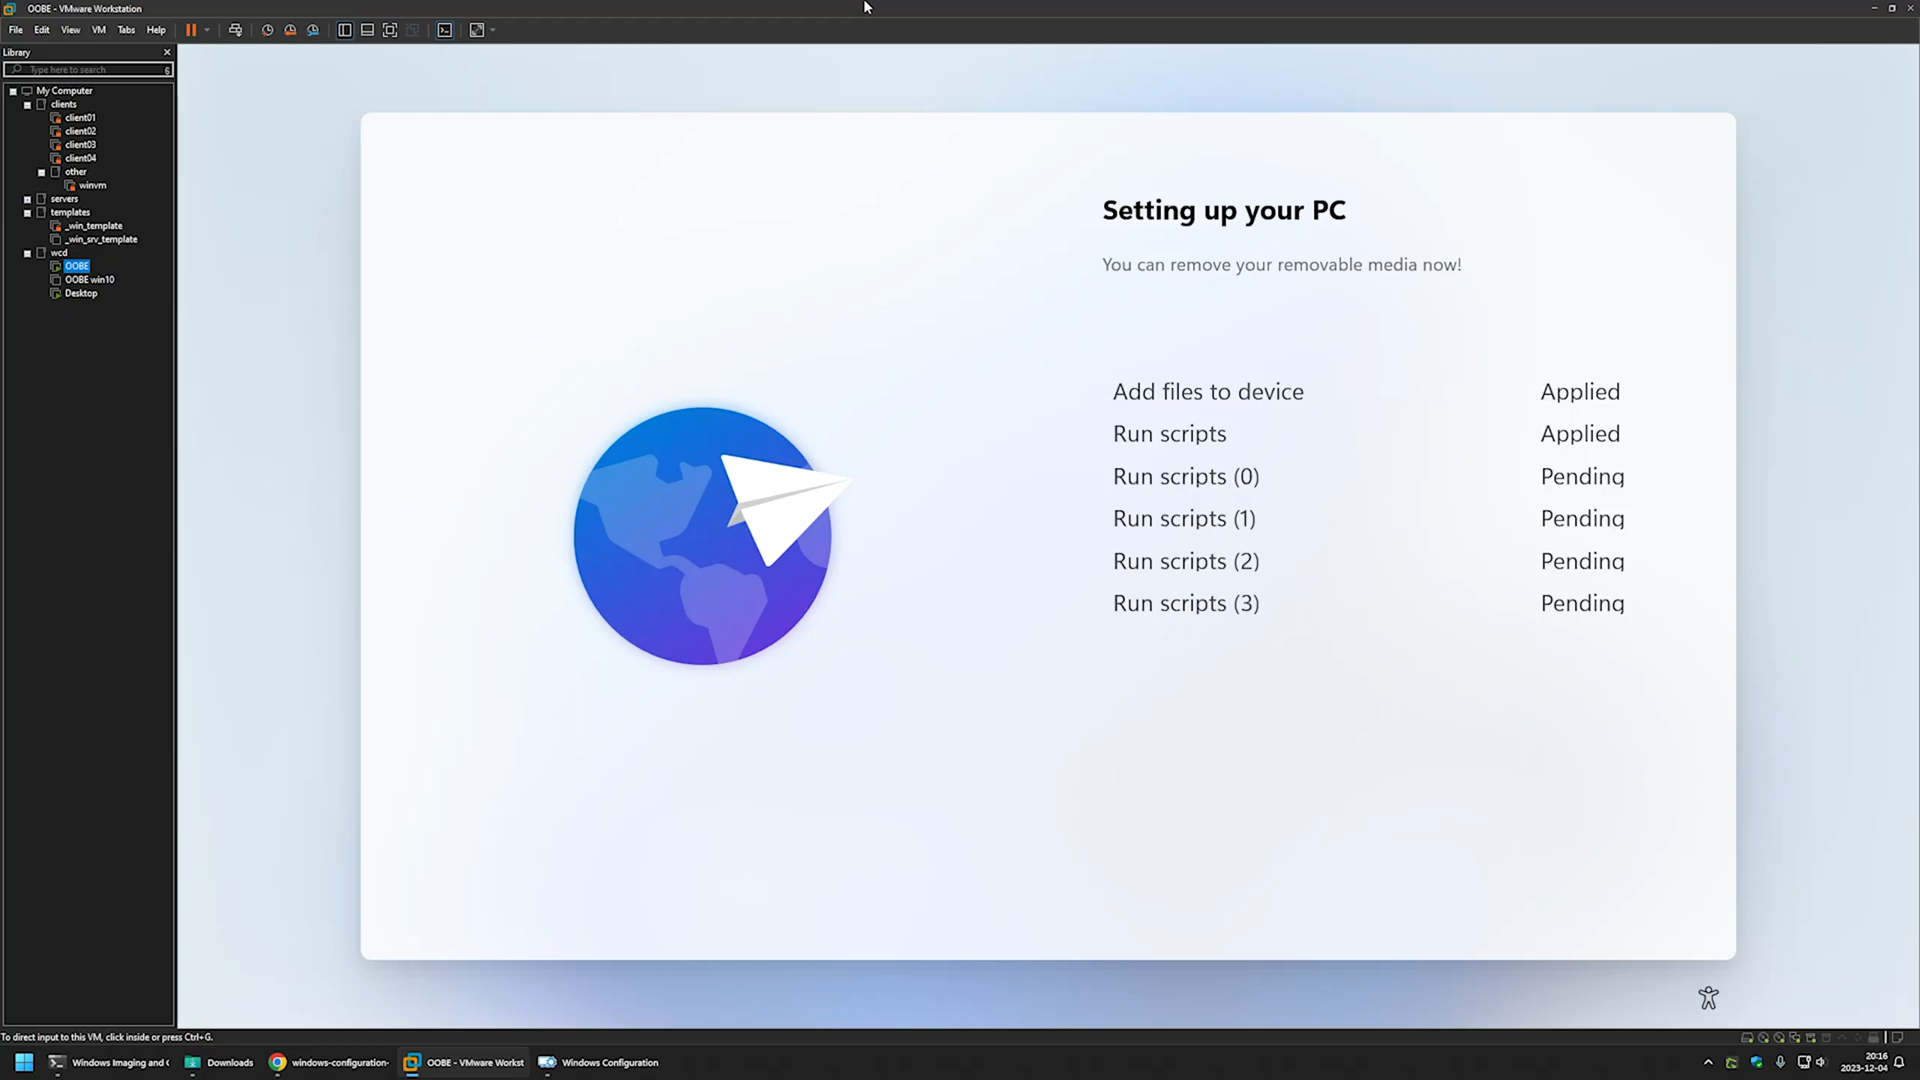 OOBE - VMware Workstation
File Edit View VM Tabs Help
Library
Type here to search
My Computer
clients
client01
client02
client03
client04
other
winvm
servers
templates
_win_template
_win_srv_template
wcd
OOBE
OOBE win10
Desktop
Setting up your PC
You can remove your removable media now!
Add files to device Applied
Run scripts Applied
Run scripts (0) Pending
Run scripts (1) Pending
Run scripts (2) Pending
Run scripts (3) Pending
To direct input to this VM, click inside or press Ctrl+G.
Windows Imaging and C
Downloads
windows-configuration-
OOBE - VMware Workst
Windows Configuration
20:16
2023-12-04